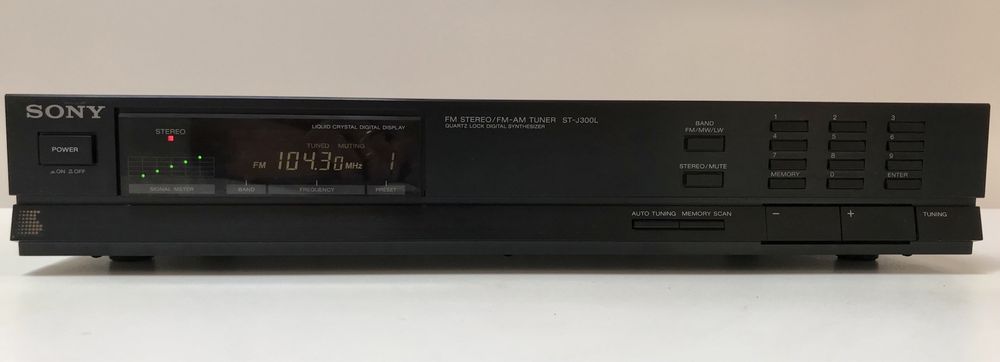 SONY
POWER
ON OFF
STEREO
LIQUID CRYSTAL DIGITAL DISPLAY
TUNED MUTING
FM 104.30 MHz 1
SIGNAL METER BAND FREQUENCY PRESET
FM STEREO/FM-AM TUNER ST-J300L
QUARTZ LOCK DIGITAL SYNTHESIZER
BAND
FM/MW/LW
STEREO/MUTE
1 2 3
4 5 6
7 8 9
MEMORY 0 ENTER
AUTO TUNING MEMORY SCAN
− + TUNING